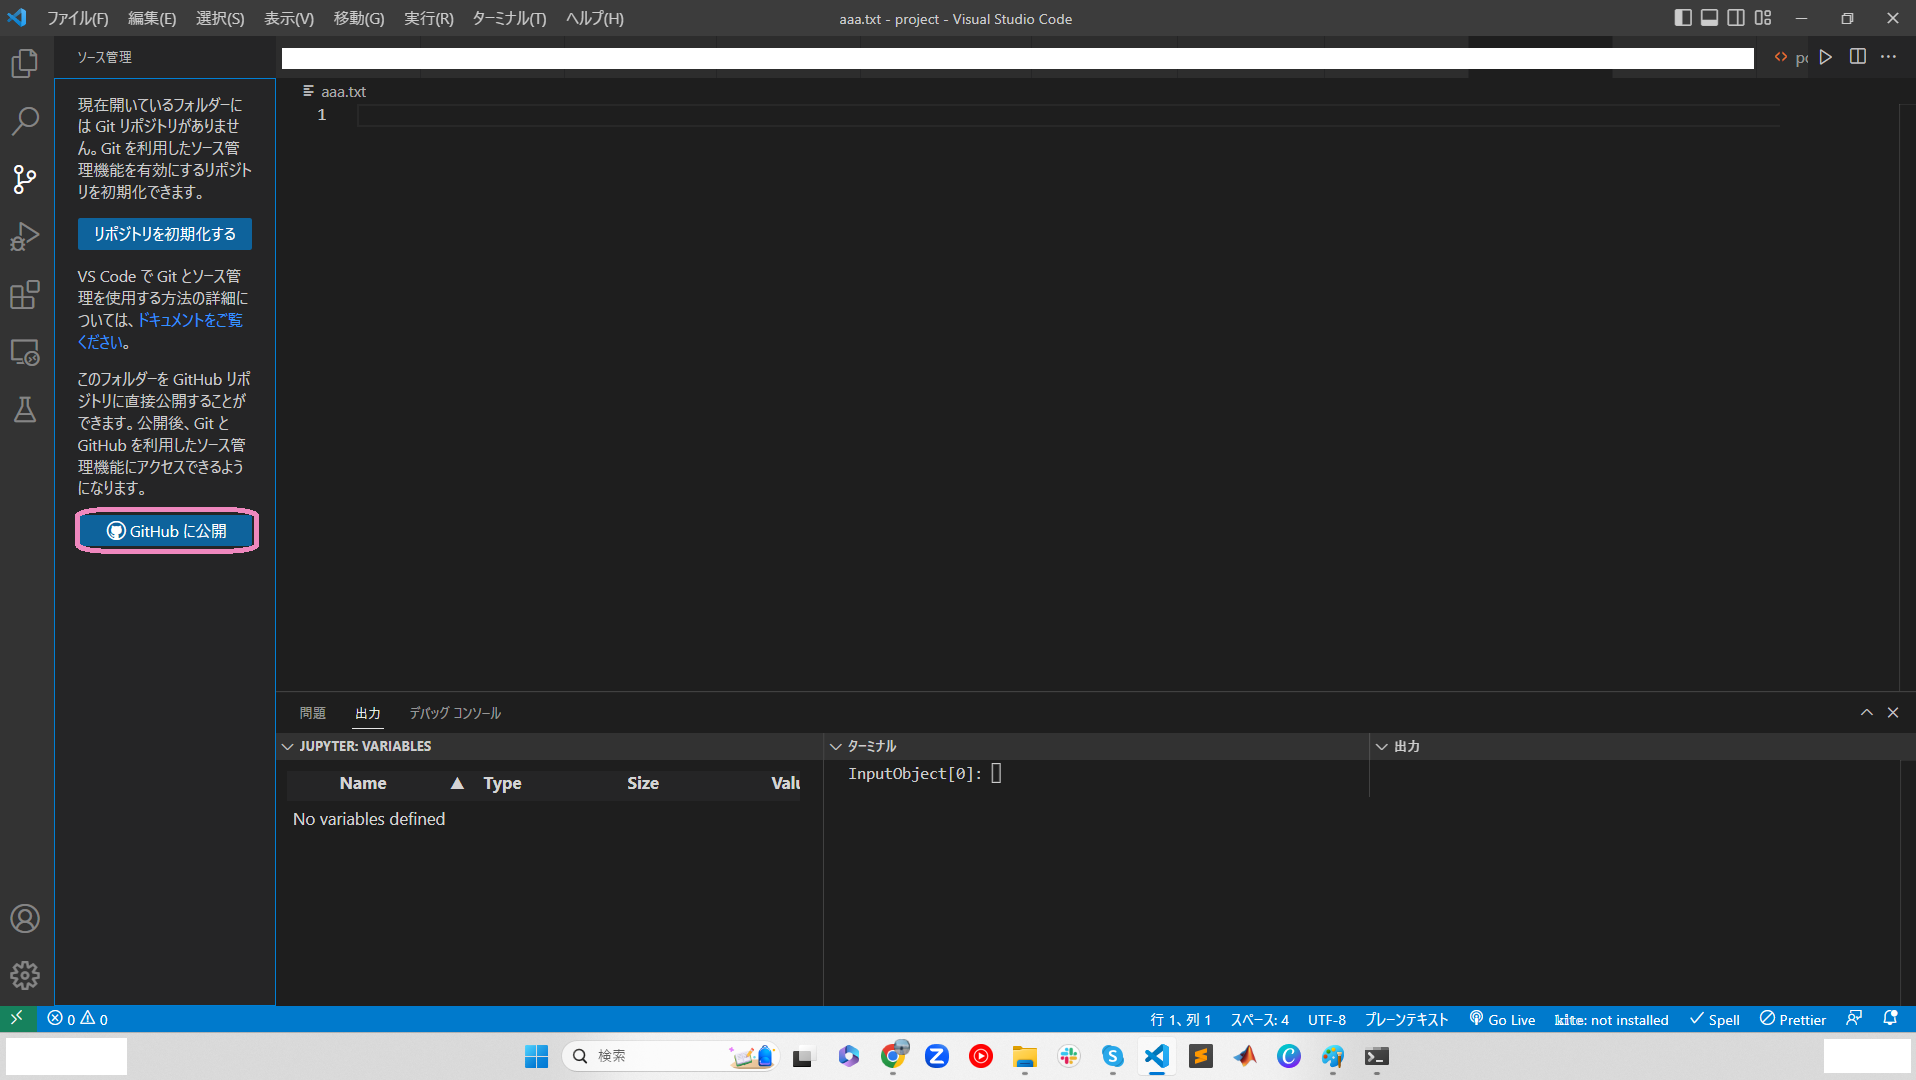 ファイル(F) 編集(E) 選択(S) 表示(V) 移動(G) 実行(R) ターミナル(T) ヘルプ(H)
aaa.txt - project - Visual Studio Code
ソース管理
現在開いているフォルダーに
は Git リポジトリがありませ
ん。Git を利用したソース管
理機能を有効にするリポジト
リを初期化できます。
リポジトリを初期化する
VS Code で Git とソース管
理を使用する方法の詳細に
ついては、ドキュメントをご覧
ください。
このフォルダーを GitHub リポ
ジトリに直接公開することが
できます。公開後、Git と
GitHub を利用したソース管
理機能にアクセスできるよう
になります。
GitHub に公開
aaa.txt
1
問題 出力 デバッグ コンソール
JUPYTER: VARIABLES
Name Type Size Valu
No variables defined
ターミナル
InputObject[0]:
出力
0 0
行 1、列 1 スペース: 4 UTF-8 プレーンテキスト Go Live kite: not installed Spell Prettier
検索